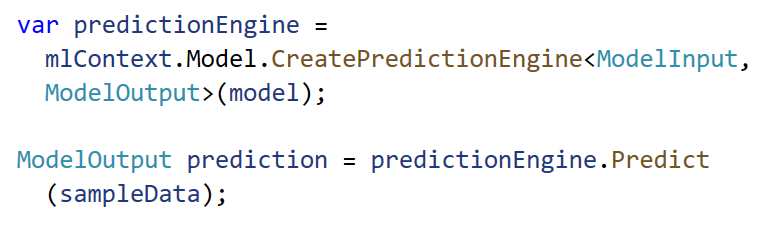 var predictionEngine =
mlContext.Model.CreatePredictionEngine<ModelInput,
ModelOutput>(model);
ModelOutput prediction = predictionEngine.Predict
(sampleData);